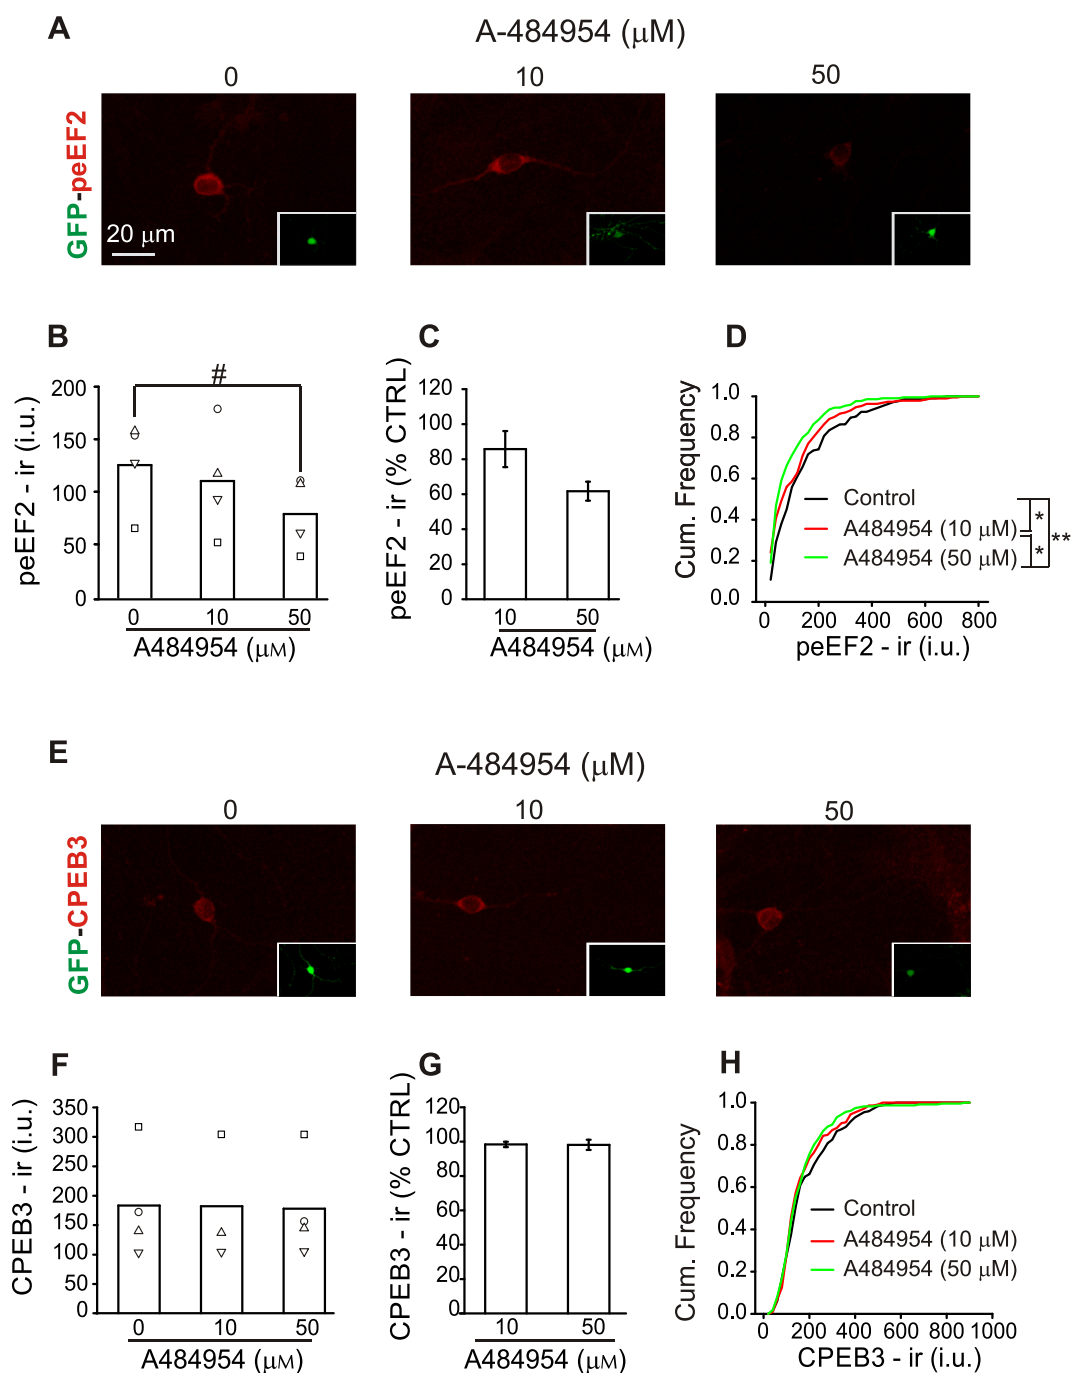 A
A-484954 (μM)
0 10 50
GFP-peEF2
20 μm
B
peEF2 - ir (i.u.)
200
150
100
50
0
#
0 10 50
A484954 (μM)
C
peEF2 - ir (% CTRL)
120
100
80
60
40
20
0
10 50
A484954 (μM)
D
Cum. Frequency
1.0
0.8
0.6
0.4
0.2
0.0
Control
A484954 (10 μM)
A484954 (50 μM)
*
*
**
0 200 400 600 800
peEF2 - ir (i.u.)
E
A-484954 (μM)
0 10 50
GFP-CPEB3
F
CPEB3 - ir (i.u.)
350
300
250
200
150
100
50
0
0 10 50
A484954 (μM)
G
CPEB3 - ir (% CTRL)
120
100
80
60
40
20
0
10 50
A484954 (μM)
H
Cum. Frequency
1.0
0.8
0.6
0.4
0.2
0.0
Control
A484954 (10 μM)
A484954 (50 μM)
0 200 400 600 800 1000
CPEB3 - ir (i.u.)